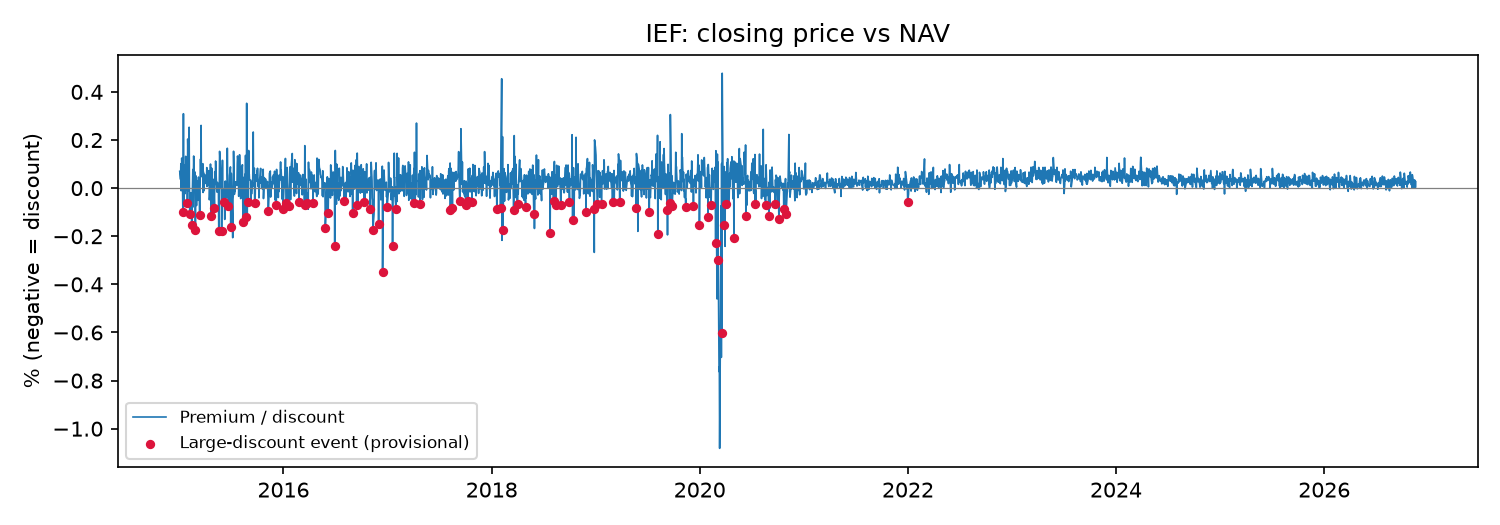 IEF: closing price vs NAV
% (negative = discount)
0.4
0.2
0.0
−0.2
−0.4
−0.6
−0.8
−1.0
Premium / discount
Large-discount event (provisional)
2016 2018 2020 2022 2024 2026